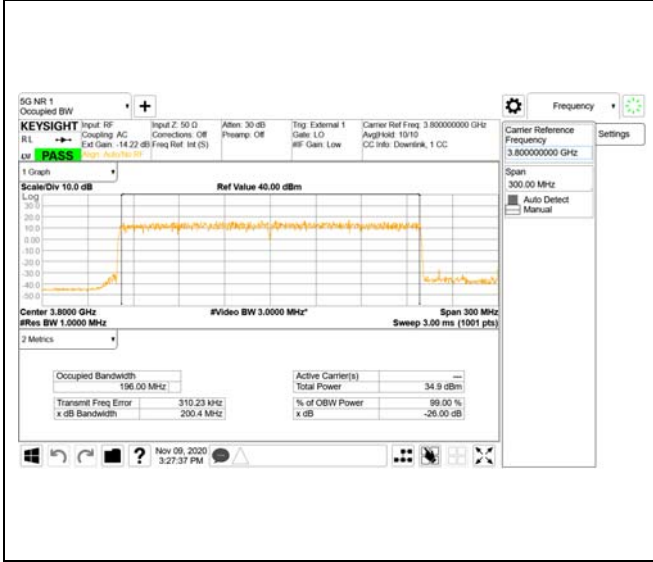 5G NR 1
Occupied BW
+
Frequency
KEYSIGHT
R L
PASS
Input: RF
Coupling: AC
Ext Gain: -14.22 dB
Align: Auto/No RF
Input Z: 50 Ω
Corrections: Off
Freq Ref: Int (S)
Atten: 30 dB
Preamp: Off
Trig: External 1
Gate: LO
#IF Gain: Low
Carrier Ref Freq: 3.800000000 GHz
Avg|Hold: 10/10
CC Info: Downlink, 1 CC
Carrier Reference
Frequency
3.800000000 GHz
Settings
Span
300.00 MHz
Auto Detect
Manual
1 Graph
Scale/Div 10.0 dB
Ref Value 40.00 dBm
Log
30.0
20.0
10.0
0.00
-10.0
-20.0
-30.0
-40.0
-50.0
Center 3.8000 GHz
#Video BW 3.0000 MHz*
Span 300 MHz
#Res BW 1.0000 MHz
Sweep 3.00 ms (1001 pts)
2 Metrics
Occupied Bandwidth
196.00 MHz
Transmit Freq Error 310.23 kHz
x dB Bandwidth 200.4 MHz
Active Carrier(s) ---
Total Power 34.9 dBm
% of OBW Power 99.00 %
x dB -26.00 dB
?
Nov 09, 2020
3:27:37 PM